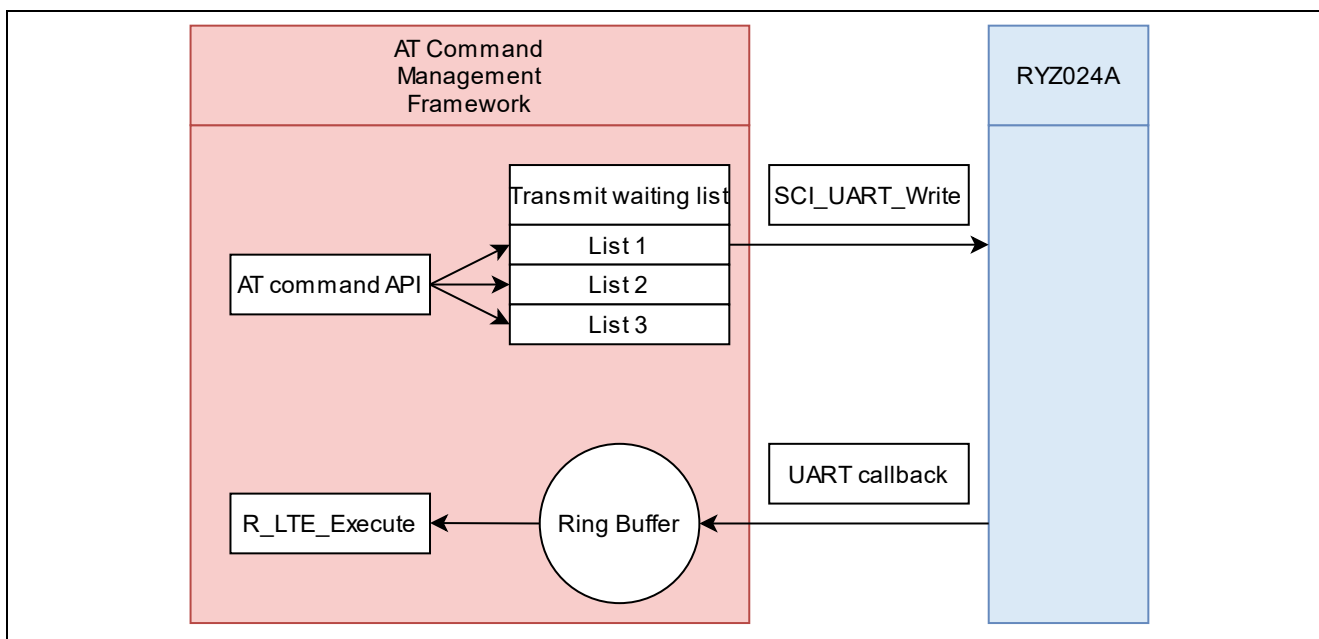 AT Command
Management
Framework
RYZ024A
Transmit waiting list
SCI_UART_Write
List 1
AT command API
List 2
List 3
UART callback
R_LTE_Execute
Ring Buffer